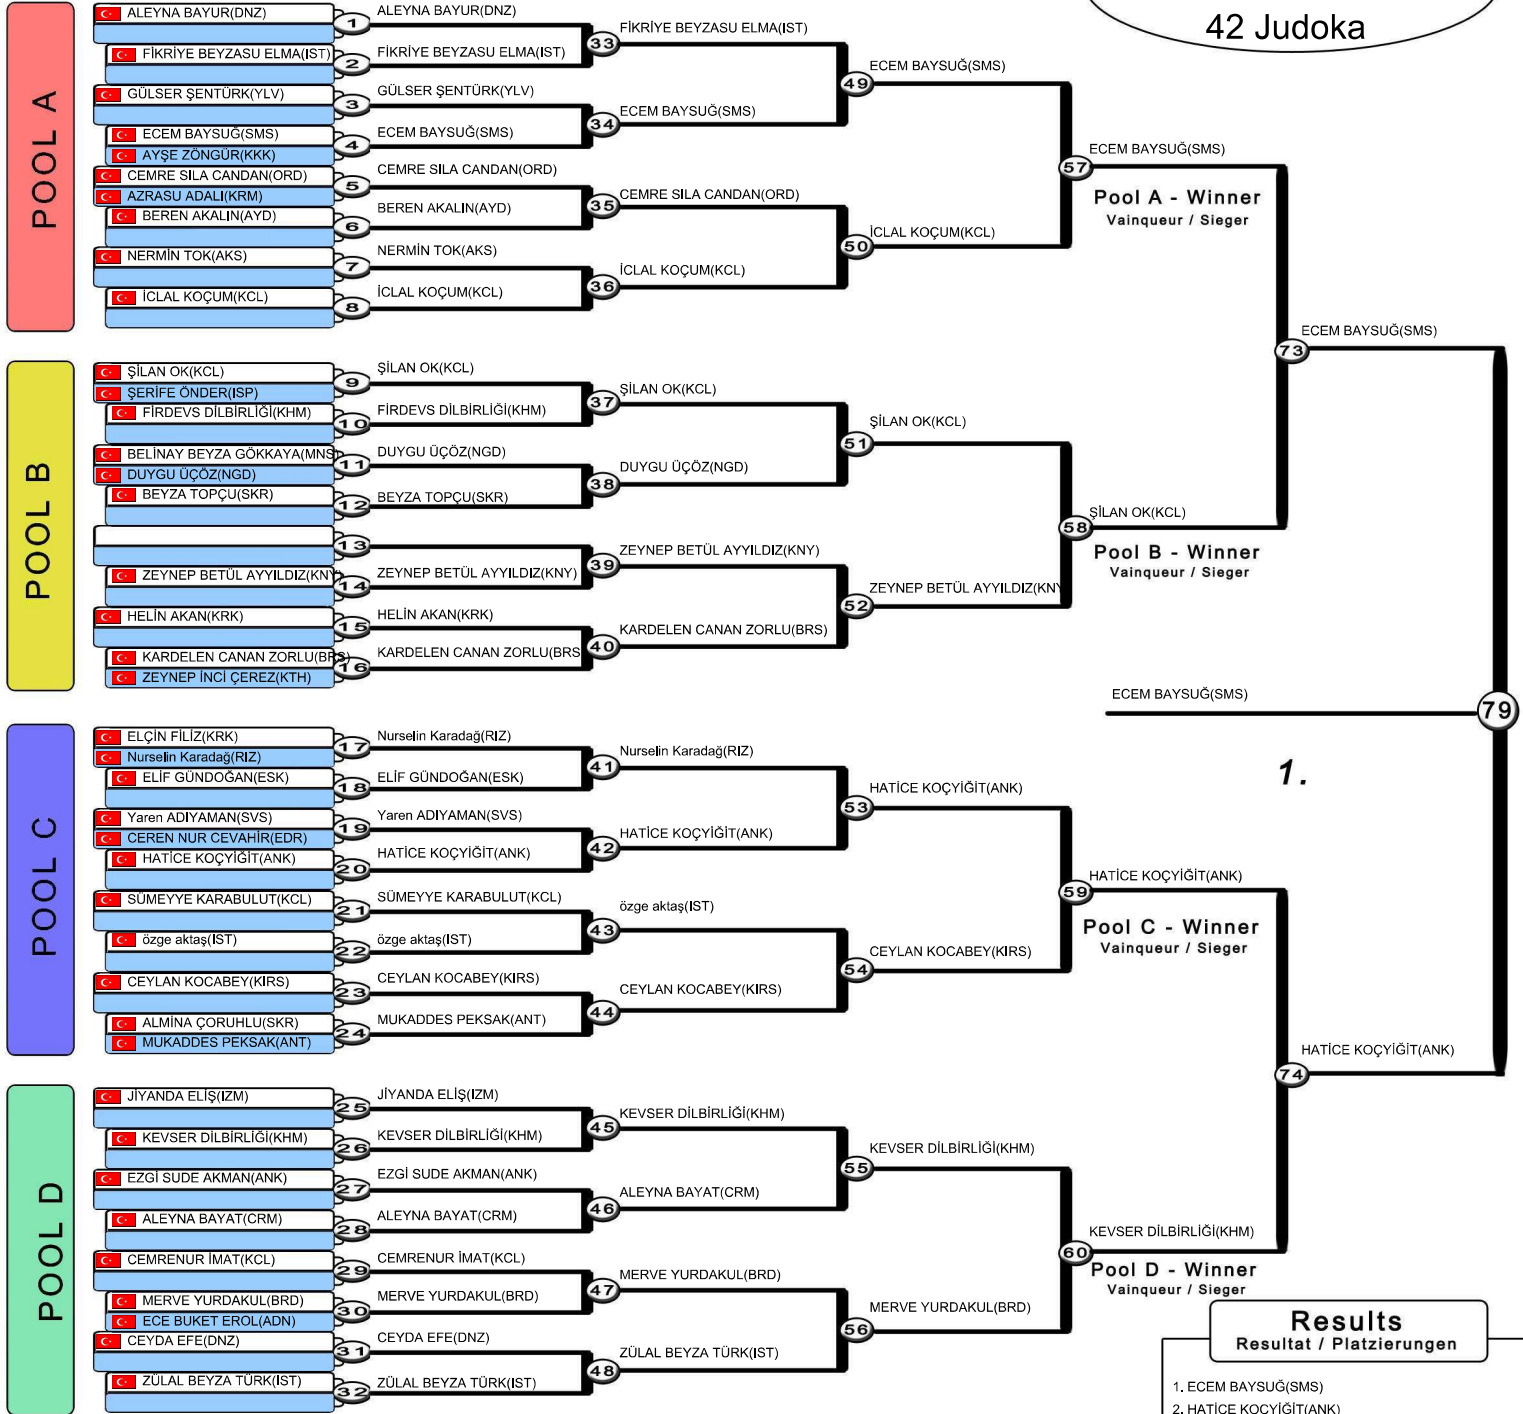 42 Judoka
POOL A
ALEYNA BAYUR(DNZ)
FİKRİYE BEYZASU ELMA(IST)
GÜLSER ŞENTÜRK(YLV)
ECEM BAYSUĞ(SMS)
AYŞE ZÖNGÜR(KKK)
CEMRE SILA CANDAN(ORD)
AZRASU ADALI(KRM)
BEREN AKALIN(AYD)
NERMİN TOK(AKS)
İCLAL KOÇUM(KCL)
1 ALEYNA BAYUR(DNZ)
2 FİKRİYE BEYZASU ELMA(IST)
3 GÜLSER ŞENTÜRK(YLV)
4 ECEM BAYSUĞ(SMS)
5 CEMRE SILA CANDAN(ORD)
6 BEREN AKALIN(AYD)
7 NERMİN TOK(AKS)
8 İCLAL KOÇUM(KCL)
33 FİKRİYE BEYZASU ELMA(IST)
34 ECEM BAYSUĞ(SMS)
35 CEMRE SILA CANDAN(ORD)
36 İCLAL KOÇUM(KCL)
49 ECEM BAYSUĞ(SMS)
50 İCLAL KOÇUM(KCL)
57 ECEM BAYSUĞ(SMS)
Pool A - Winner
Vainqueur / Sieger
POOL B
ŞİLAN OK(KCL)
ŞERİFE ÖNDER(ISP)
FİRDEVS DİLBİRLİĞİ(KHM)
BELİNAY BEYZA GÖKKAYA(MNS)
DUYGU ÜÇÖZ(NGD)
BEYZA TOPÇU(SKR)
ZEYNEP BETÜL AYYILDIZ(KNY)
HELİN AKAN(KRK)
KARDELEN CANAN ZORLU(BRS)
ZEYNEP İNCİ ÇEREZ(KTH)
9 ŞİLAN OK(KCL)
10 FİRDEVS DİLBİRLİĞİ(KHM)
11 DUYGU ÜÇÖZ(NGD)
12 BEYZA TOPÇU(SKR)
13
14 ZEYNEP BETÜL AYYILDIZ(KNY)
15 HELİN AKAN(KRK)
16 KARDELEN CANAN ZORLU(BRS
37 ŞİLAN OK(KCL)
38 DUYGU ÜÇÖZ(NGD)
39 ZEYNEP BETÜL AYYILDIZ(KNY)
40 KARDELEN CANAN ZORLU(BRS)
51 ŞİLAN OK(KCL)
52 ZEYNEP BETÜL AYYILDIZ(KNY
58 ŞİLAN OK(KCL)
Pool B - Winner
Vainqueur / Sieger
73 ECEM BAYSUĞ(SMS)
ECEM BAYSUĞ(SMS)
79
1.
POOL C
ELÇİN FİLİZ(KRK)
Nurselin Karadağ(RIZ)
ELİF GÜNDOĞAN(ESK)
Yaren ADIYAMAN(SVS)
CEREN NUR CEVAHİR(EDR)
HATİCE KOÇYİĞİT(ANK)
SÜMEYYE KARABULUT(KCL)
özge aktaş(IST)
CEYLAN KOCABEY(KIRS)
ALMİNA ÇORUHLU(SKR)
MUKADDES PEKSAK(ANT)
17 Nurselin Karadağ(RIZ)
18 ELİF GÜNDOĞAN(ESK)
19 Yaren ADIYAMAN(SVS)
20 HATİCE KOÇYİĞİT(ANK)
21 SÜMEYYE KARABULUT(KCL)
22 özge aktaş(IST)
23 CEYLAN KOCABEY(KIRS)
24 MUKADDES PEKSAK(ANT)
41 Nurselin Karadağ(RIZ)
42 HATİCE KOÇYİĞİT(ANK)
43 özge aktaş(IST)
44 CEYLAN KOCABEY(KIRS)
53 HATİCE KOÇYİĞİT(ANK)
54 CEYLAN KOCABEY(KIRS)
59 HATİCE KOÇYİĞİT(ANK)
Pool C - Winner
Vainqueur / Sieger
74 HATİCE KOÇYİĞİT(ANK)
POOL D
JİYANDA ELİŞ(IZM)
KEVSER DİLBİRLİĞİ(KHM)
EZGİ SUDE AKMAN(ANK)
ALEYNA BAYAT(CRM)
CEMRENUR İMAT(KCL)
MERVE YURDAKUL(BRD)
ECE BUKET EROL(ADN)
CEYDA EFE(DNZ)
ZÜLAL BEYZA TÜRK(IST)
25 JİYANDA ELİŞ(IZM)
26 KEVSER DİLBİRLİĞİ(KHM)
27 EZGİ SUDE AKMAN(ANK)
28 ALEYNA BAYAT(CRM)
29 CEMRENUR İMAT(KCL)
30 MERVE YURDAKUL(BRD)
31 CEYDA EFE(DNZ)
32 ZÜLAL BEYZA TÜRK(IST)
45 KEVSER DİLBİRLİĞİ(KHM)
46 ALEYNA BAYAT(CRM)
47 MERVE YURDAKUL(BRD)
48 ZÜLAL BEYZA TÜRK(IST)
55 KEVSER DİLBİRLİĞİ(KHM)
56 MERVE YURDAKUL(BRD)
60 KEVSER DİLBİRLİĞİ(KHM)
Pool D - Winner
Vainqueur / Sieger
Results
Resultat / Platzierungen
1. ECEM BAYSUĞ(SMS)
2. HATİCE KOÇYİĞİT(ANK)